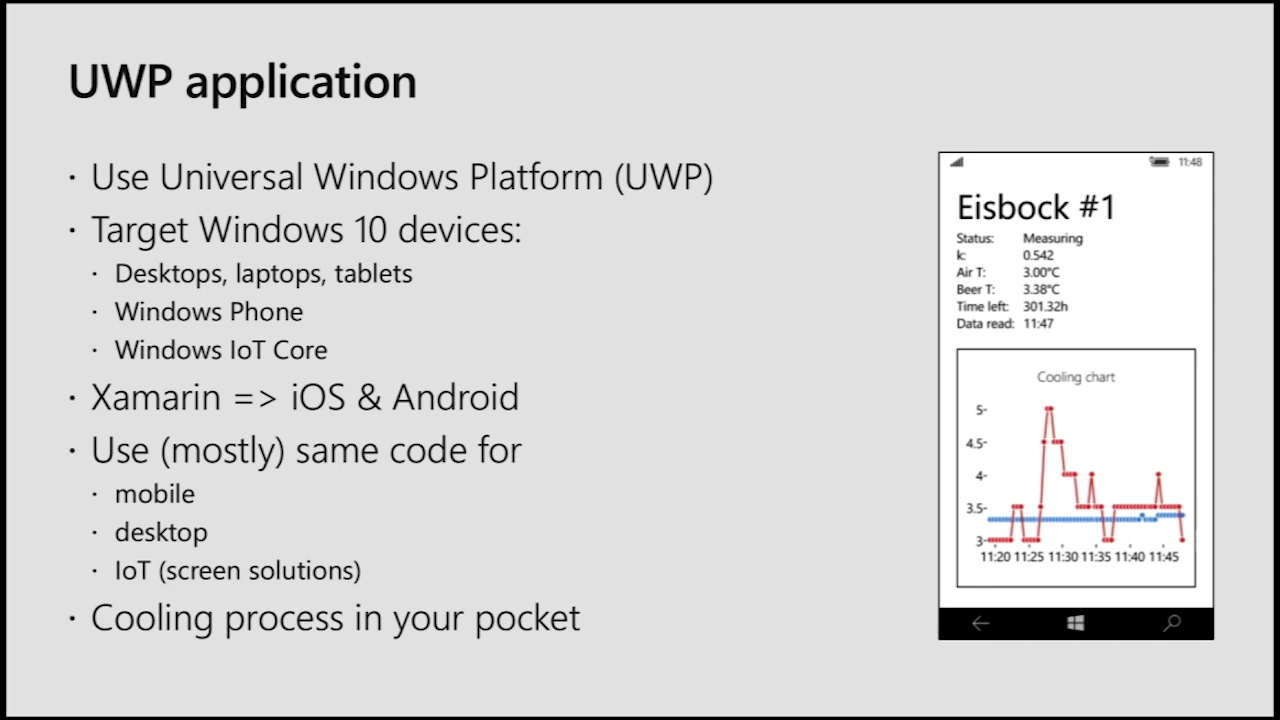 UWP application
· Use Universal Windows Platform (UWP)
· Target Windows 10 devices:
· Desktops, laptops, tablets
· Windows Phone
· Windows IoT Core
· Xamarin => iOS & Android
· Use (mostly) same code for
· mobile
· desktop
· IoT (screen solutions)
· Cooling process in your pocket
11:48
Eisbock #1
Status: Measuring
k: 0.542
Air T: 3.00°C
Beer T: 3.38°C
Time left: 301.32h
Data read: 11:47
Cooling chart
5-
4.5-
4-
3.5-
3-
11:20 11:25 11:30 11:35 11:40 11:45